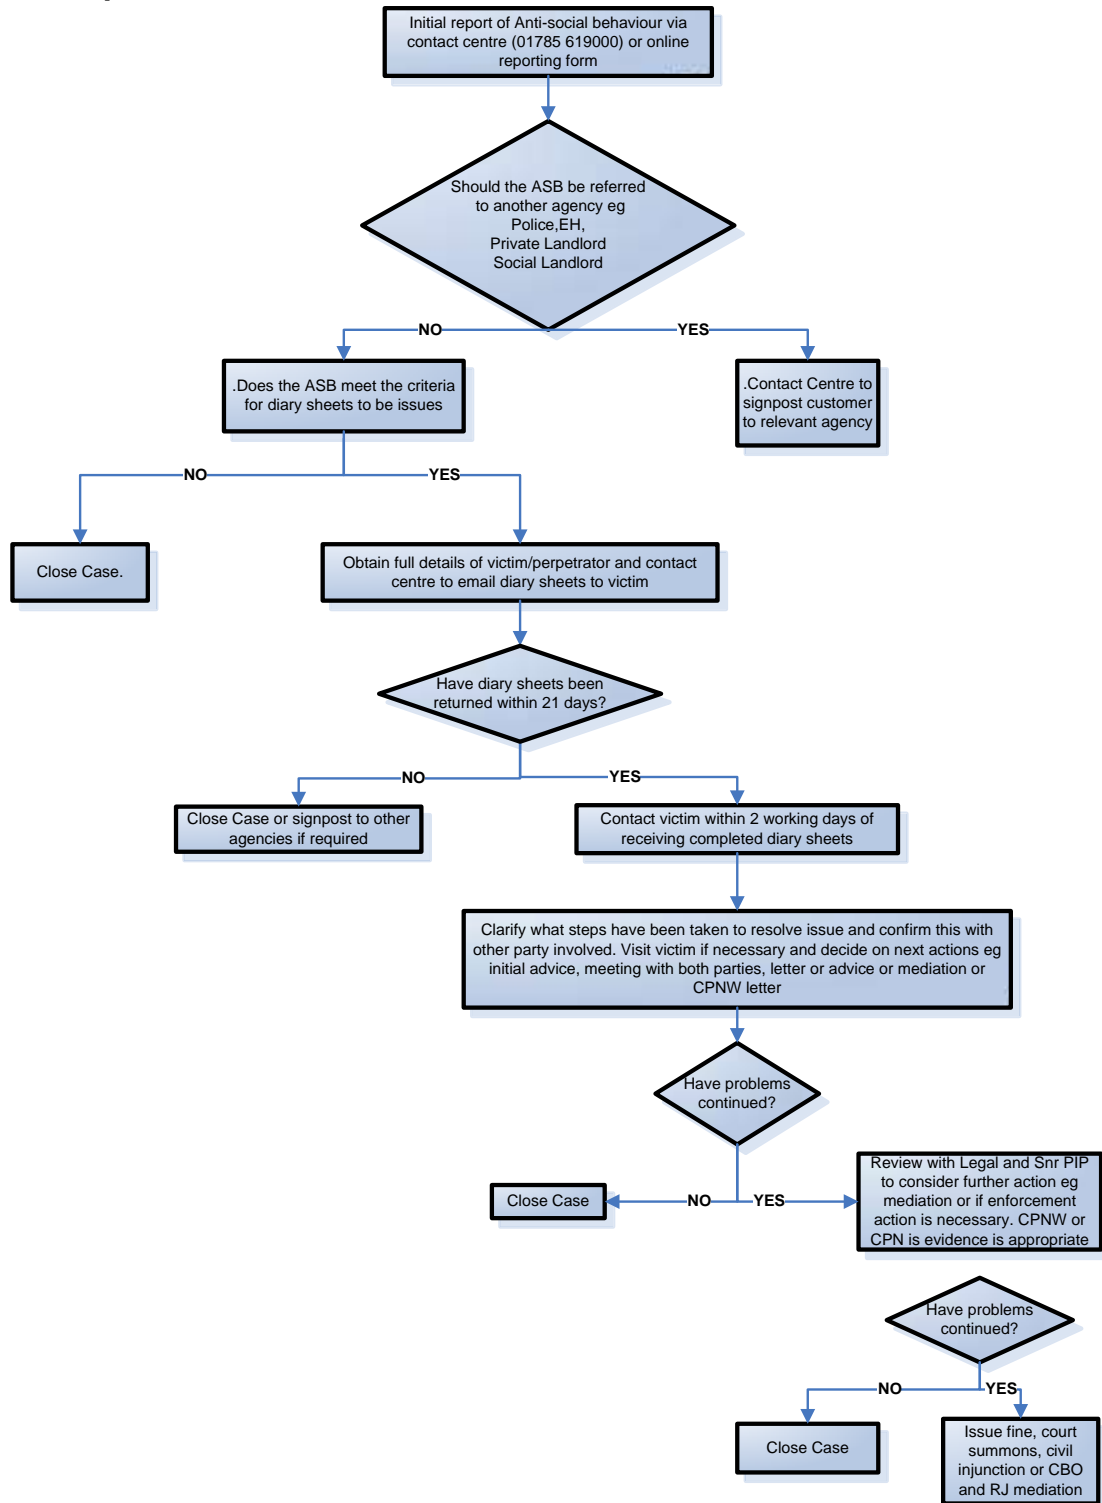 Initial report of Anti-social behaviour via
contact centre (01785 619000) or online
reporting form
Should the ASB be referred
to another agency eg
Police,EH,
Private Landlord
Social Landlord
NO
YES
.Does the ASB meet the criteria
for diary sheets to be issues
.Contact Centre to
signpost customer
to relevant agency
NO
YES
Close Case.
Obtain full details of victim/perpetrator and contact
centre to email diary sheets to victim
Have diary sheets been
returned within 21 days?
NO
YES
Close Case or signpost to other
agencies if required
Contact victim within 2 working days of
receiving completed diary sheets
Clarify what steps have been taken to resolve issue and confirm this with
other party involved. Visit victim if necessary and decide on next actions eg
initial advice, meeting with both parties, letter or advice or mediation or
CPNW letter
Have problems
continued?
NO
YES
Close Case
Review with Legal and Snr PIP
to consider further action eg
mediation or if enforcement
action is necessary. CPNW or
CPN is evidence is appropriate
Have problems
continued?
NO
YES
Close Case
Issue fine, court
summons, civil
injunction or CBO
and RJ mediation